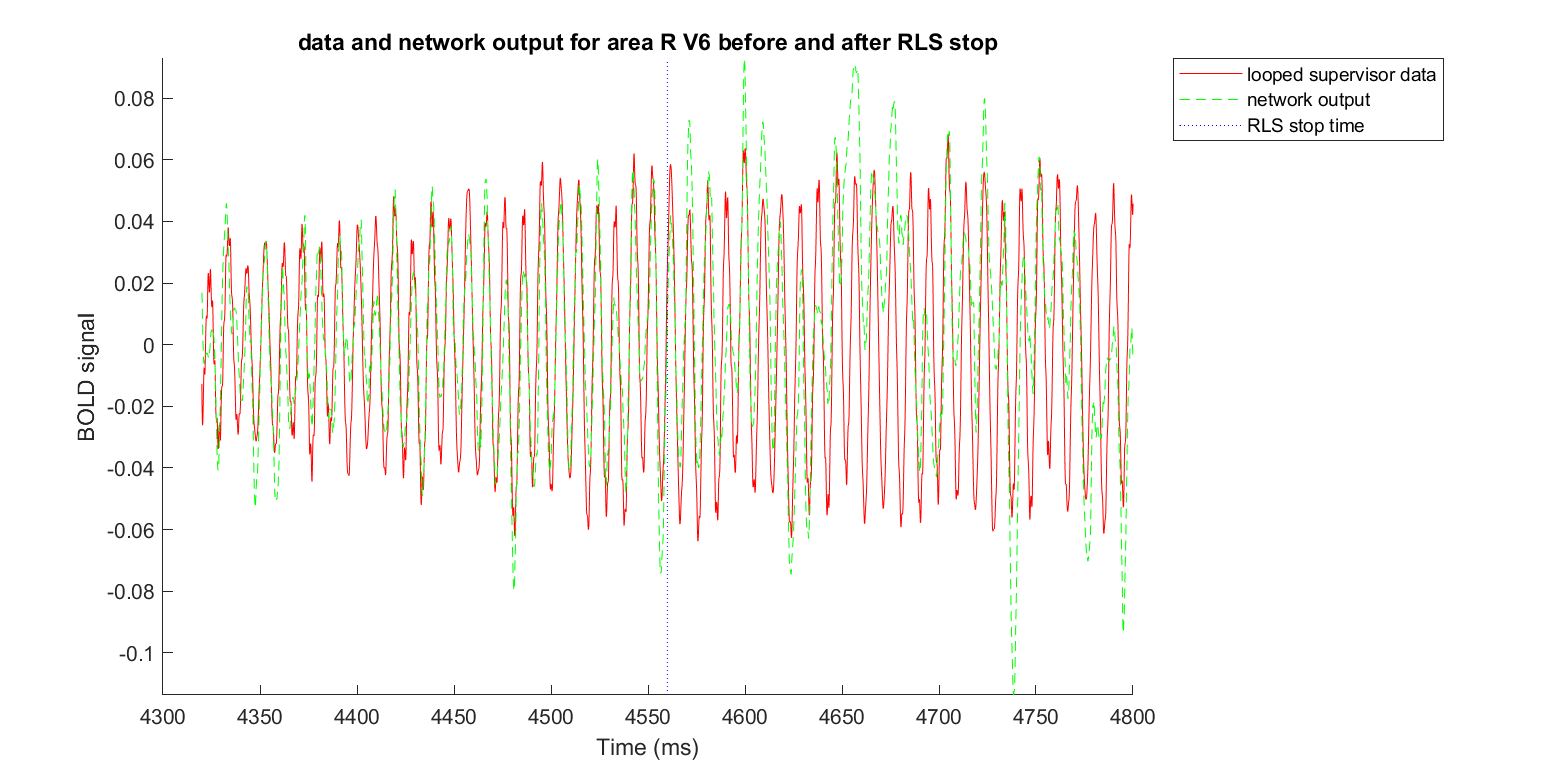 data and network output for area R V6 before and after RLS stop
looped supervisor data
network output
RLS stop time
BOLD signal
0.08
0.06
0.04
0.02
0
-0.02
-0.04
-0.06
-0.08
-0.1
4300 4350 4400 4450 4500 4550 4600 4650 4700 4750 4800
Time (ms)